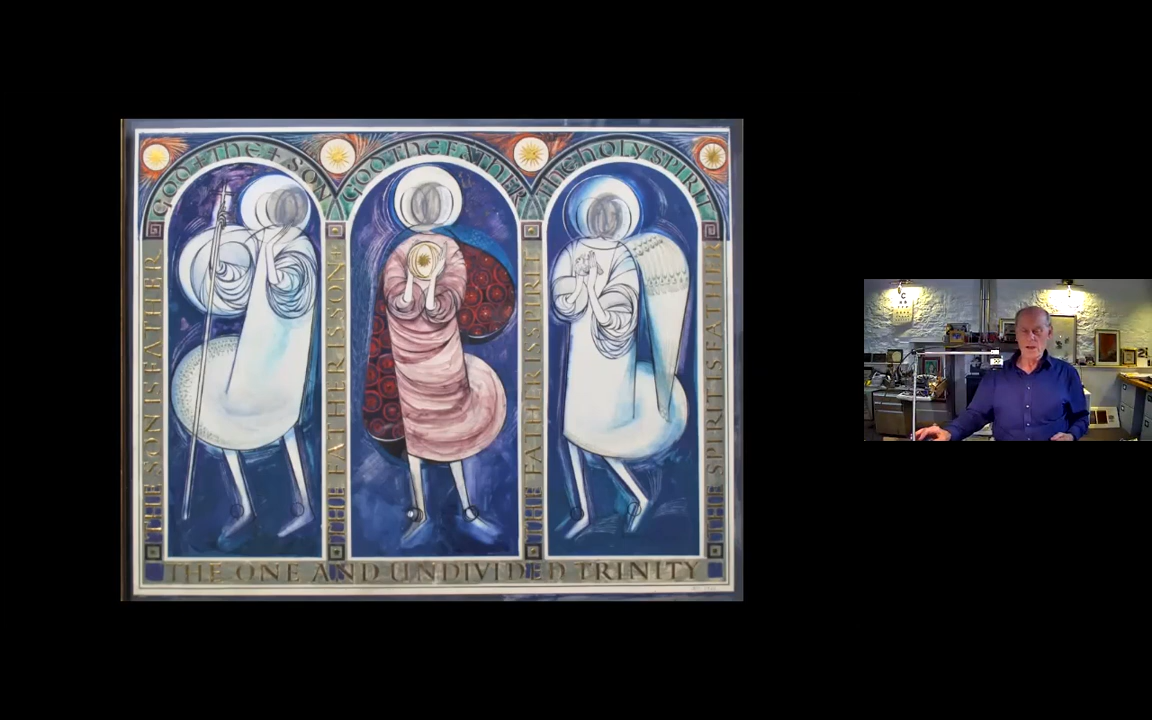 GOD + THE + SON
GOD THE FATHER
THE HOLY SPIRIT
THE SON IS FATHER
THE FATHER IS SON
THE FATHER IS SPIRIT
THE SPIRIT IS FATHER
THE ONE AND UNDIVIDED TRINITY